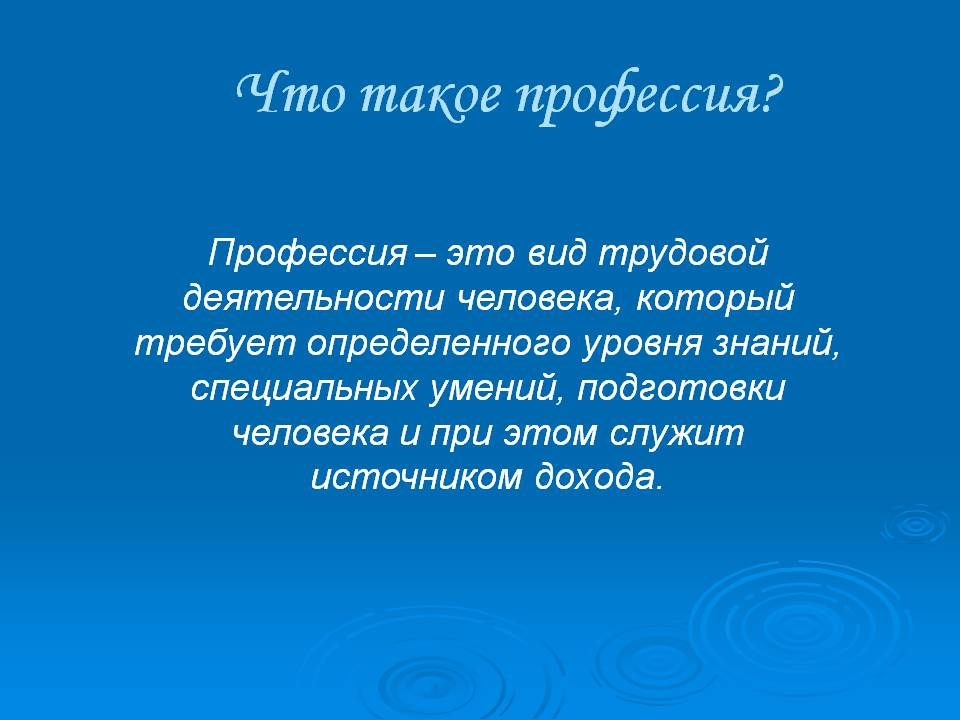 Что такое профессия?
Профессия – это вид трудовой
деятельности человека, который
требует определенного уровня знаний,
специальных умений, подготовки
человека и при этом служит
источником дохода.